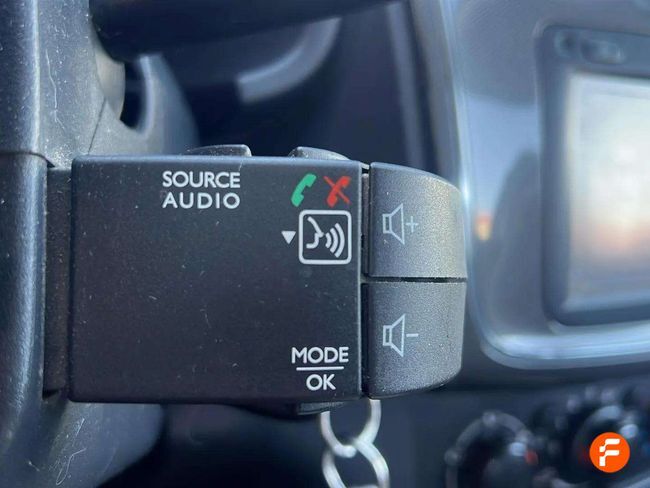 SOURCE
AUDIO
+
-
MODE
OK